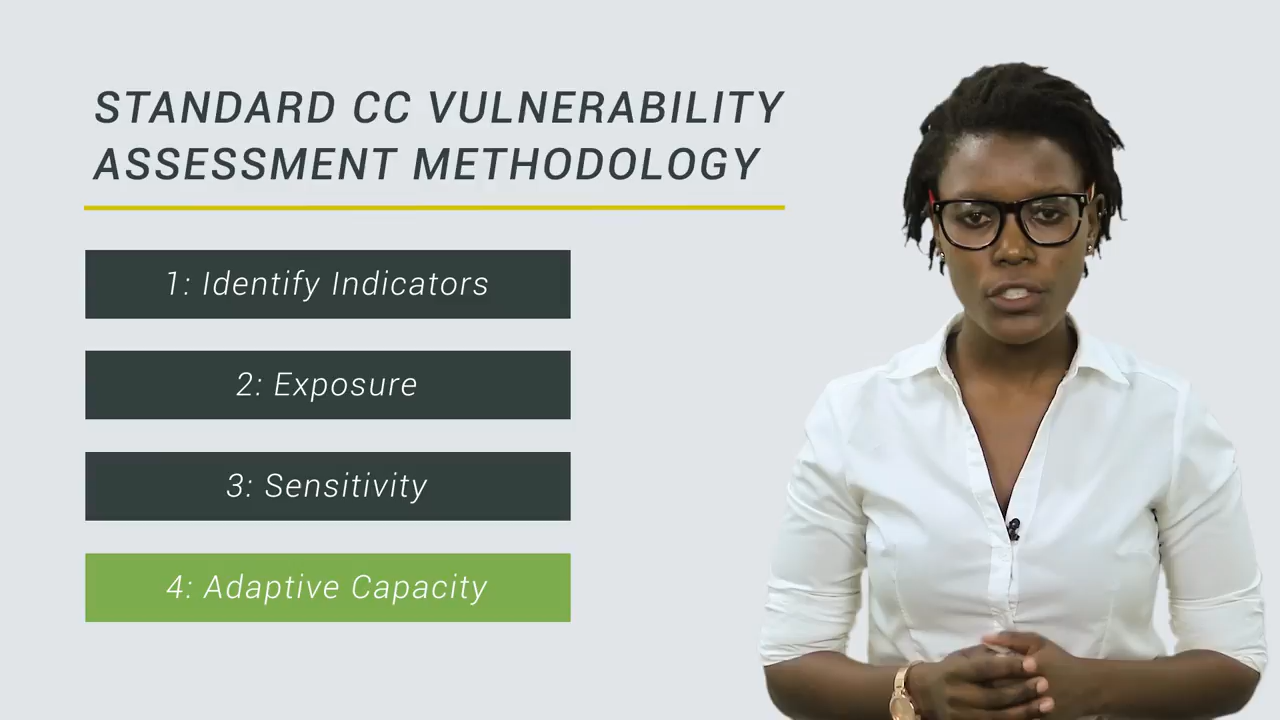 STANDARD CC VULNERABILITY
ASSESSMENT METHODOLOGY
1: Identify Indicators
2: Exposure
3: Sensitivity
4: Adaptive Capacity